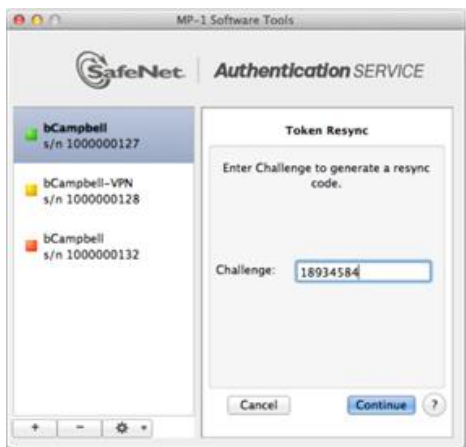 MP-1 Software Tools
SafeNet
Authentication SERVICE
bCampbell
s/n 1000000127
bCampbell-VPN
s/n 1000000128
bCampbell
s/n 1000000132
Token Resync
Enter Challenge to generate a resync
code.
Challenge: 18934584
Cancel Continue ?
+ -